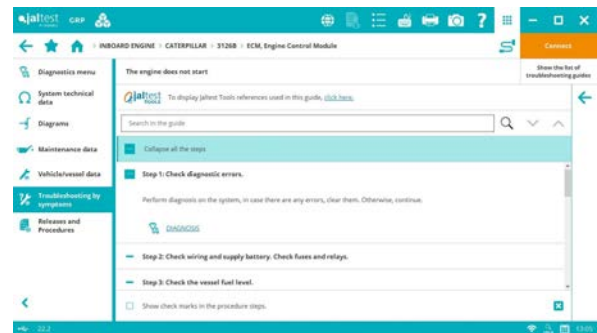 jaltest GRP
?
INBOARD ENGINE CATERPILLAR 3126B ECM, Engine Control Module
Connect
Diagnostics menu
System technical
data
Diagrams
Maintenance data
Vehicle/vessel data
Troubleshooting by
symptoms
Releases and
Procedures
The engine does not start
Show the list of
troubleshooting guides
jaltest
TOOLS
To display Jaltest Tools references used in this guide, click here.
Search in the guide
Collapse all the steps
Step 1: Check diagnostic errors.
Perform diagnosis on the system, in case there are any errors, clear them. Otherwise, continue.
DIAGNOSIS
Step 2: Check wiring and supply battery. Check fuses and relays.
Step 3: Check the vessel fuel level.
Show check marks in the procedure steps.
22.2
13:05